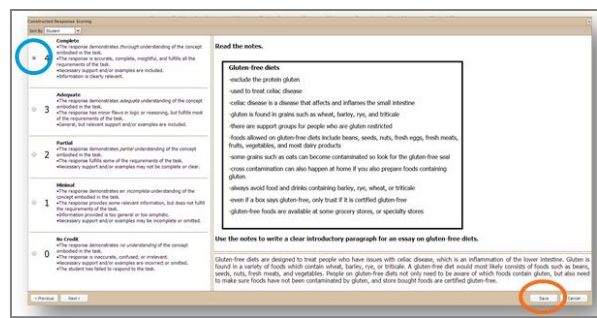 Constructed Response Scoring
Sort By Student
4
Complete
•The response demonstrates thorough understanding of the concept
embodied in the task.
•The response is accurate, complete, insightful, and fulfills all the
requirements of the task.
•Necessary support and/or examples are included.
•Information is clearly relevant.
3
Adequate
•The response demonstrates adequate understanding of the concept
embodied in the task.
•The response has minor flaws in logic or reasoning, but fulfills most
of the requirements of the task.
•General, but relevant support and/or examples are included.
2
Partial
•The response demonstrates partial understanding of the concept
embodied in the task.
•The response fulfills some of the requirements of the task.
•Necessary support and/or examples may not be complete or clear.
1
Minimal
•The response demonstrates an incomplete understanding of the
concept embodied in the task.
•The response provides some relevant information, but does not fulfill
the requirements of the task.
•Information provided is too general or too simplistic.
•Necessary support and/or examples may be incomplete or omitted.
0
No Credit
•The response demonstrates no understanding of the concept
embodied in the task.
•The response is inaccurate, confused, or irrelevant.
•Necessary support and/or examples are incorrect or omitted.
•The student has failed to respond to the task.
Read the notes.
Gluten-free diets
-exclude the protein gluten
-used to treat celiac disease
-celiac disease is a disease that affects and inflames the small intestine
-gluten is found in grains such as wheat, barley, rye, and triticale
-there are support groups for people who are gluten restricted
-foods allowed on gluten-free diets include beans, seeds, nuts, fresh eggs, fresh meats,
fruits, vegetables, and most dairy products
-some grains such as oats can become contaminated so look for the gluten-free seal
-cross contamination can also happen at home if you also prepare foods containing
gluten
-always avoid food and drinks containing barley, rye, wheat, or triticale
-even if a box says gluten-free, only trust if it is certified gluten-free
-gluten-free foods are available at some grocery stores, or specialty stores
Use the notes to write a clear introductory paragraph for an essay on gluten-free diets.
Gluten-free diets are designed to treat people who have issues with celiac disease, which is an inflammation of the lower intestine. Gluten is
found in a variety of foods which contain wheat, barley, rye, or triticale. A gluten-free diet would most likely consists of foods such as beans,
seeds, nuts, fresh meats, and vegetables. People on gluten-free diets not only need to be aware of which foods contain gluten, but also need
to make sure foods have not been contaminated by gluten, and store bought foods are certified gluten-free.
< Previous Next > Save Cancel